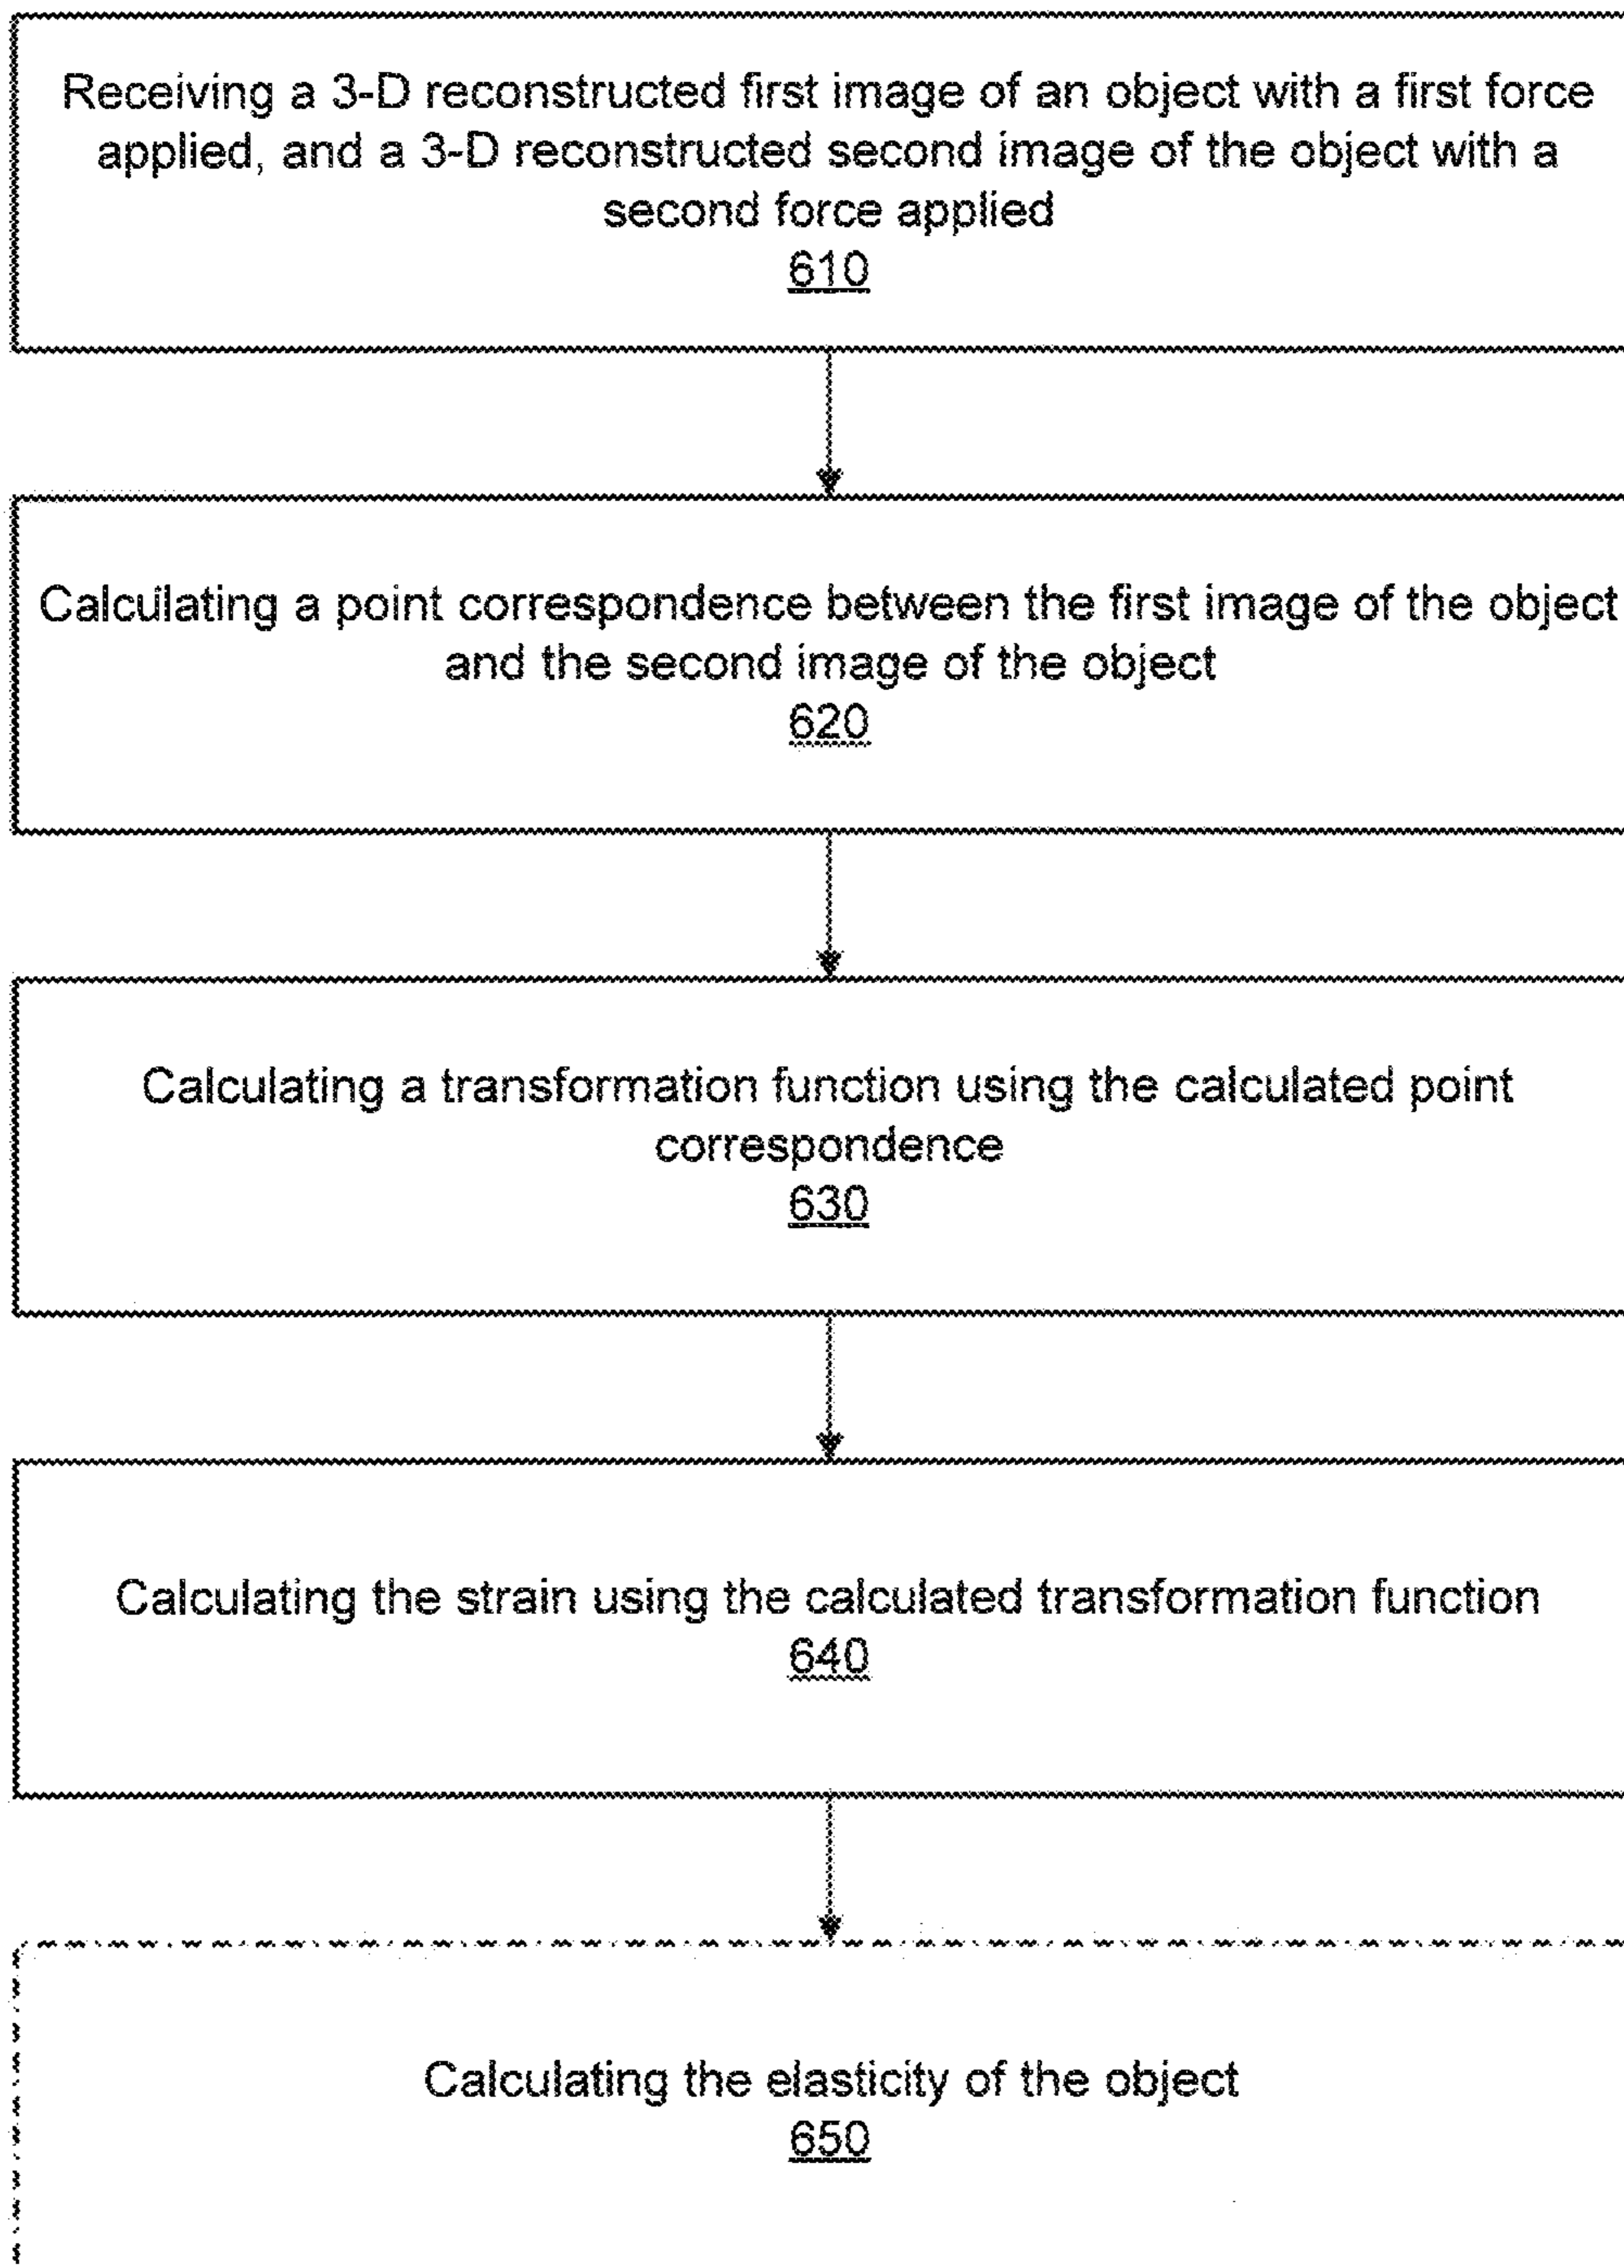 Receiving a 3-D reconstructed first image of an object with a first force
applied, and a 3-D reconstructed second image of the object with a
second force applied
610
Calculating a point correspondence between the first image of the object
and the second image of the object
620
Calculating a transformation function using the calculated point
correspondence
630
Calculating the strain using the calculated transformation function
640
Calculating the elasticity of the object
650